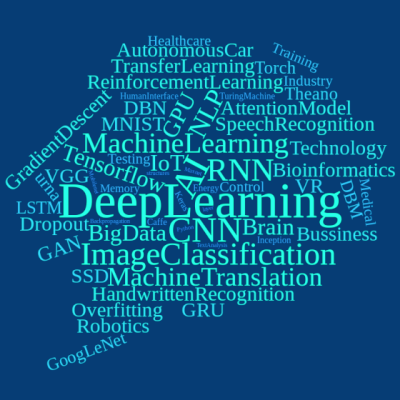 Healthcare
AutonomousCar
Training
TransferLearning
Torch
ReinforcementLearning
Industry
HumanInterface
TuringMachine
Theano
DBN
GPU
NLP
AttentionModel
GradientDescent
MNIST
SpeechRecognition
MachineLearning
Technology
Tensorflow
Testing
IoT
RNN
Bioinformatics
VGG
Memory
Energy
Control
VR
DBM
Medical
LSTM
DeepLearning
Dropout
BigData
Caffe
CNN
Python
Brain
Bussiness
GAN
TextAnalysis
Inception
ImageClassification
SSD
MachineTranslation
HandwrittenRecognition
Overfitting
GRU
Robotics
GoogLeNet